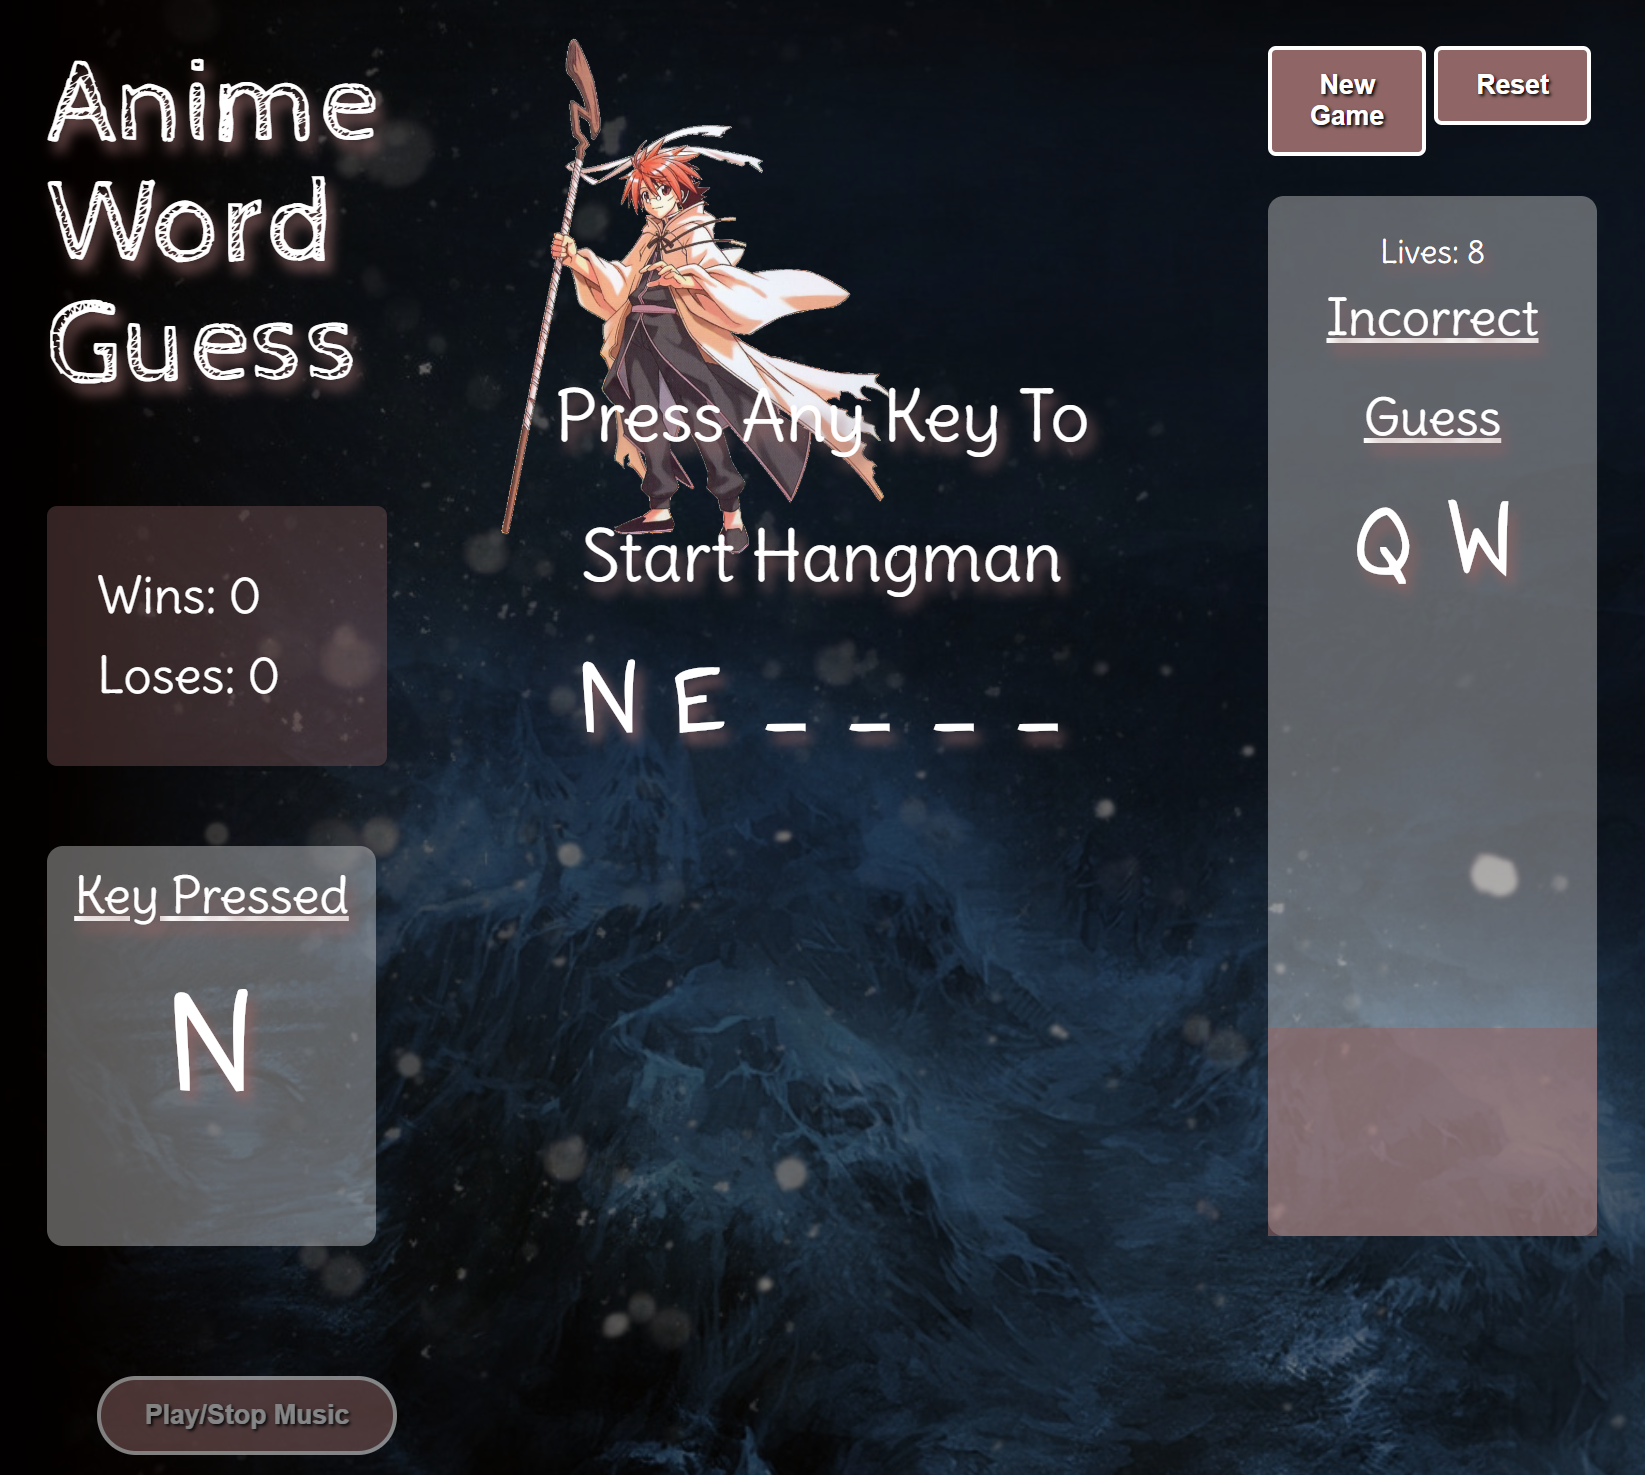 Anime
Word
Guess
Wins: 0
Loses: 0
Key Pressed
N
Play/Stop Music
Press Any Key To
Start Hangman
N E _ _ _ _
New
Game
Reset
Lives: 8
Incorrect
Guess
Q W